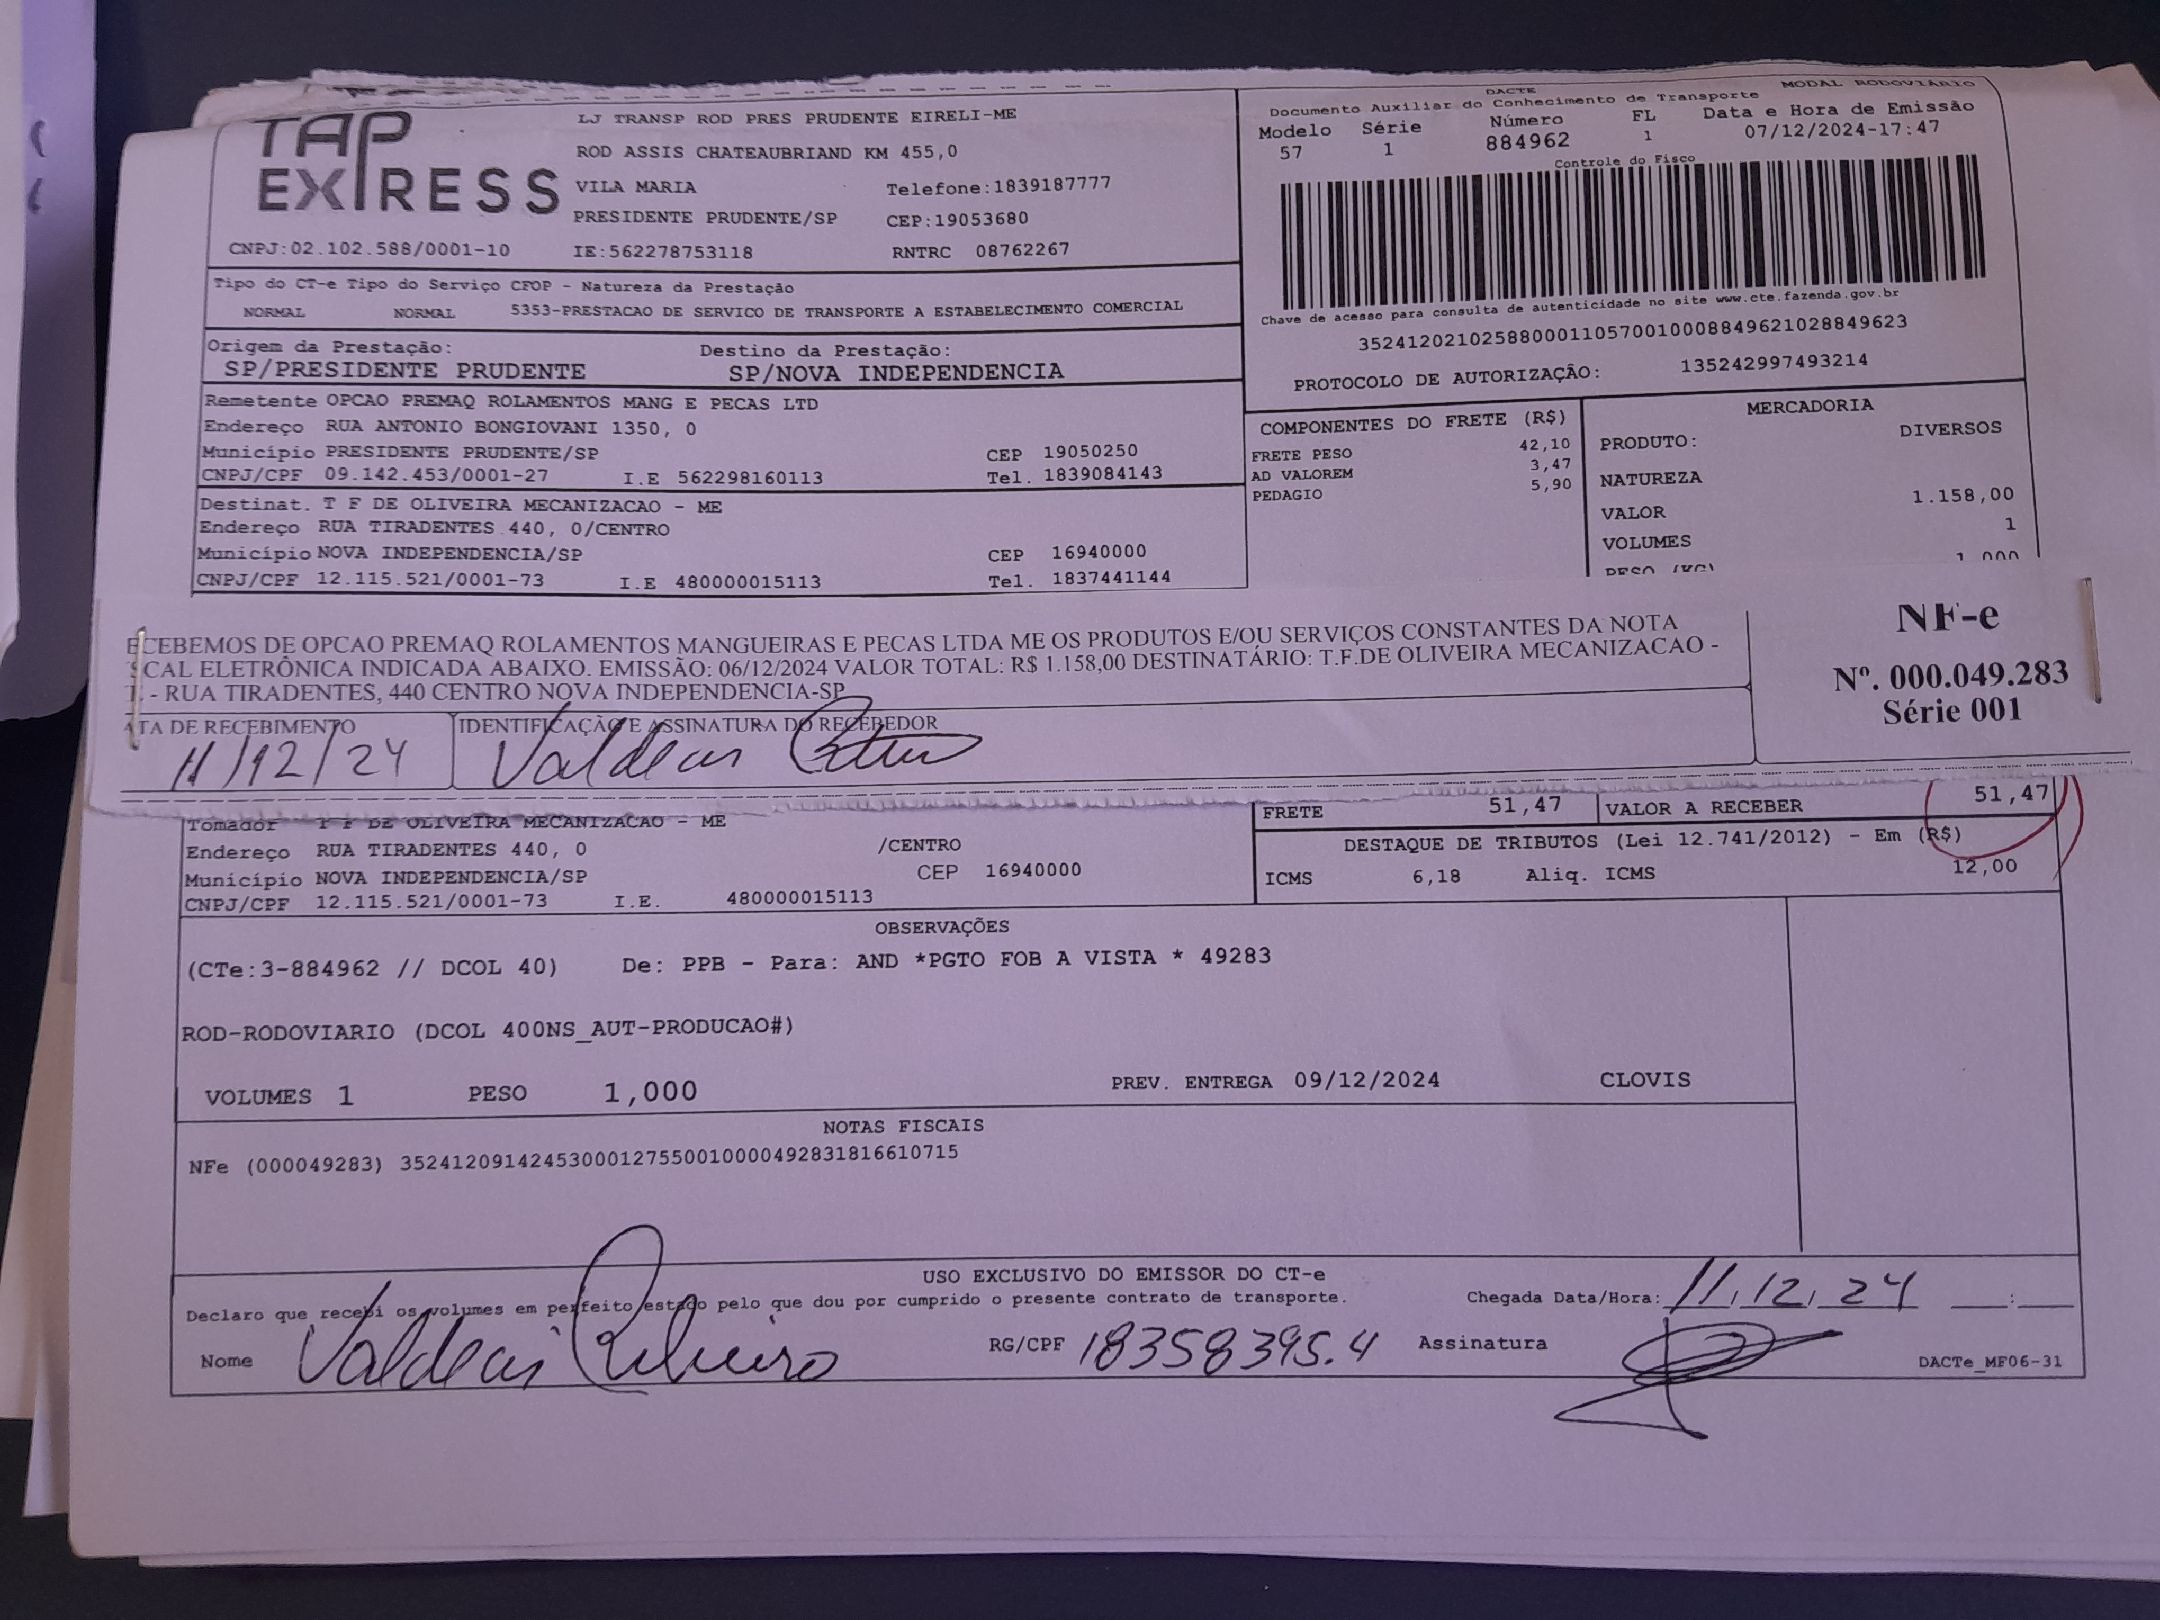 TAP EXPRESS
LJ TRANSP ROD PRES PRUDENTE EIRELI-ME
ROD ASSIS CHATEAUBRIAND KM 455,0
VILA MARIA Telefone:1839187777
PRESIDENTE PRUDENTE/SP CEP:19053680
CNPJ:02.102.588/0001-10 IE:562278753118 RNTRC 08762267
DACTE MODAL RODOVIÁRIO
Documento Auxiliar do Conhecimento de Transporte
Modelo Série Número FL Data e Hora de Emissão
57 1 884962 1 07/12/2024-17:47
Controle do Fisco
Chave de acesso para consulta de autenticidade no site www.cte.fazenda.gov.br
35241202102588000110570010008849621028849623
PROTOCOLO DE AUTORIZAÇÃO: 135242997493214
Tipo do CT-e Tipo do Serviço CFOP - Natureza da Prestação
NORMAL NORMAL 5353-PRESTACAO DE SERVICO DE TRANSPORTE A ESTABELECIMENTO COMERCIAL
Origem da Prestação: Destino da Prestação:
SP/PRESIDENTE PRUDENTE SP/NOVA INDEPENDENCIA
Remetente OPCAO PREMAQ ROLAMENTOS MANG E PECAS LTD
Endereço RUA ANTONIO BONGIOVANI 1350, 0
Município PRESIDENTE PRUDENTE/SP CEP 19050250
CNPJ/CPF 09.142.453/0001-27 I.E 562298160113 Tel. 1839084143
Destinat. T F DE OLIVEIRA MECANIZACAO - ME
Endereço RUA TIRADENTES 440, 0/CENTRO
Município NOVA INDEPENDENCIA/SP CEP 16940000
CNPJ/CPF 12.115.521/0001-73 I.E 480000015113 Tel. 1837441144
COMPONENTES DO FRETE (R$)
FRETE PESO 42,10
AD VALOREM 3,47
PEDAGIO 5,90
MERCADORIA
PRODUTO: DIVERSOS
NATUREZA
VALOR 1.158,00
VOLUMES 1
PESO (KG) 1,000
ECEBEMOS DE OPCAO PREMAQ ROLAMENTOS MANGUEIRAS E PECAS LTDA ME OS PRODUTOS E/OU SERVIÇOS CONSTANTES DA NOTA
SCAL ELETRÔNICA INDICADA ABAIXO. EMISSÃO: 06/12/2024 VALOR TOTAL: R$ 1.158,00 DESTINATÁRIO: T.F.DE OLIVEIRA MECANIZACAO -
- RUA TIRADENTES, 440 CENTRO NOVA INDEPENDENCIA-SP
ATA DE RECEBIMENTO IDENTIFICAÇÃO E ASSINATURA DO RECEBEDOR
11/12/24 Valdeir
NF-e
Nº. 000.049.283
Série 001
Tomador T F DE OLIVEIRA MECANIZACAO - ME
Endereço RUA TIRADENTES 440, 0 /CENTRO
Município NOVA INDEPENDENCIA/SP CEP 16940000
CNPJ/CPF 12.115.521/0001-73 I.E. 480000015113
FRETE 51,47 VALOR A RECEBER 51,47
DESTAQUE DE TRIBUTOS (Lei 12.741/2012) - Em (R$)
ICMS 6,18 Aliq. ICMS 12,00
OBSERVAÇÕES
(CTe:3-884962 // DCOL 40) De: PPB - Para: AND *PGTO FOB A VISTA * 49283
ROD-RODOVIARIO (DCOL 400NS_AUT-PRODUCAO#)
VOLUMES 1 PESO 1,000 PREV. ENTREGA 09/12/2024 CLOVIS
NOTAS FISCAIS
NFe (000049283) 35241209142453000127550010000492831816610715
USO EXCLUSIVO DO EMISSOR DO CT-e
Declaro que recebi os volumes em perfeito estado pelo que dou por cumprido o presente contrato de transporte. Chegada Data/Hora: 11, 12, 24 :
Nome Valdeir Ribeiro RG/CPF 18358395.4 Assinatura
DACTe_MF06-31